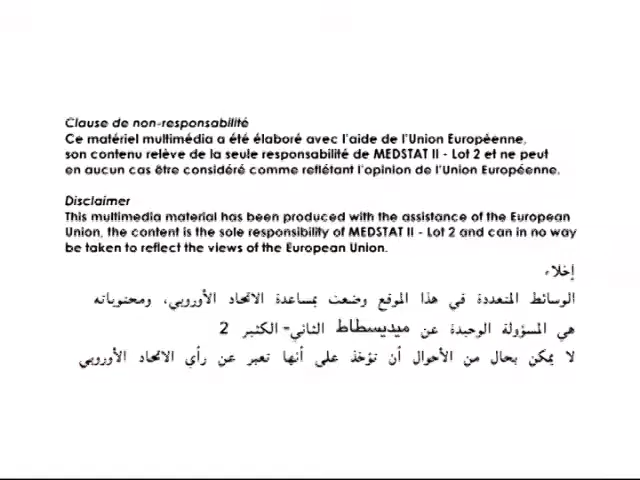 Clause de non-responsabilité
Ce matériel multimédia a été élaboré avec l'aide de l'Union Européenne,
son contenu relève de la seule responsabilité de MEDSTAT II - Lot 2 et ne peut
en aucun cas être considéré comme reflétant l'opinion de l'Union Européenne.
Disclaimer
This multimedia material has been produced with the assistance of the European
Union, the content is the sole responsibility of MEDSTAT II - Lot 2 and can in no way
be taken to reflect the views of the European Union.
إخلاء
الوسائط المتعددة في هذا الموقع وضعت بمساعدة الاتحاد الأوروبي، ومحتوياته
هي المسؤولة الوحيدة عن ميديسطاط الثاني- الكثير 2
لا يمكن بحال من الأحوال أن تؤخذ على أنها تعبر عن رأي الاتحاد الأوروبي